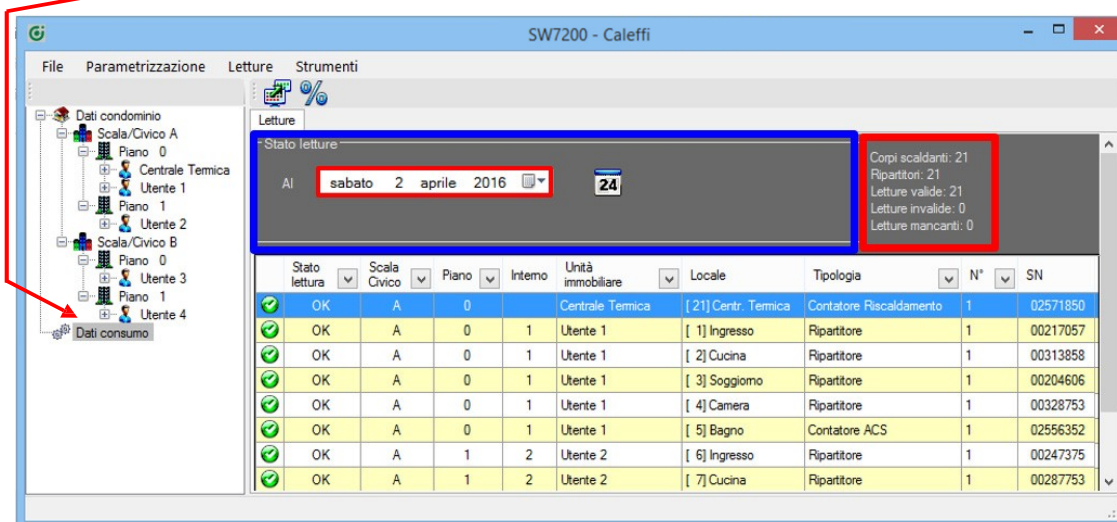 SW7200 - Caleffi
File Parametrizzazione Letture Strumenti
Dati condominio
Scala/Civico A
Piano 0
Centrale Termica
Utente 1
Piano 1
Utente 2
Scala/Civico B
Piano 0
Utente 3
Piano 1
Utente 4
Dati consumo
Letture
Stato letture
Al sabato 2 aprile 2016 24
Corpi scaldanti: 21
Ripartitori: 21
Letture valide: 21
Letture invalide: 0
Letture mancanti: 0
Stato lettura Scala Civico Piano Interno Unità immobiliare Locale Tipologia N° SN
OK A 0 Centrale Termica [ 21] Centr. Termica Contatore Riscaldamento 1 02571850
OK A 0 1 Utente 1 [ 1] Ingresso Ripartitore 1 00217057
OK A 0 1 Utente 1 [ 2] Cucina Ripartitore 1 00313858
OK A 0 1 Utente 1 [ 3] Soggiorno Ripartitore 1 00204606
OK A 0 1 Utente 1 [ 4] Camera Ripartitore 1 00328753
OK A 0 1 Utente 1 [ 5] Bagno Contatore ACS 1 02556352
OK A 1 2 Utente 2 [ 6] Ingresso Ripartitore 1 00247375
OK A 1 2 Utente 2 [ 7] Cucina Ripartitore 1 00287753